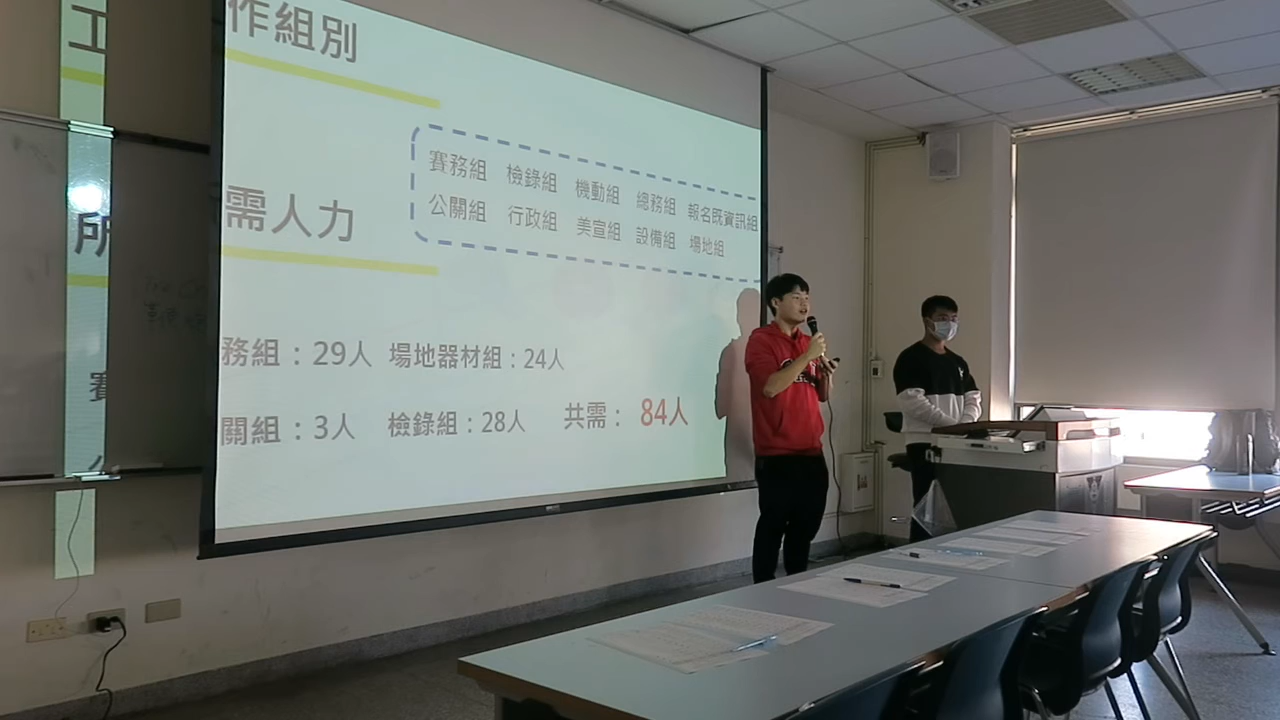 工作組別
賽務組 檢錄組 機動組 總務組 報名既資訊組
公關組 行政組 美宣組 設備組 場地組
所需人力
賽務組：29人 場地器材組：24人
關組：3人 檢錄組：28人 共需： 84人